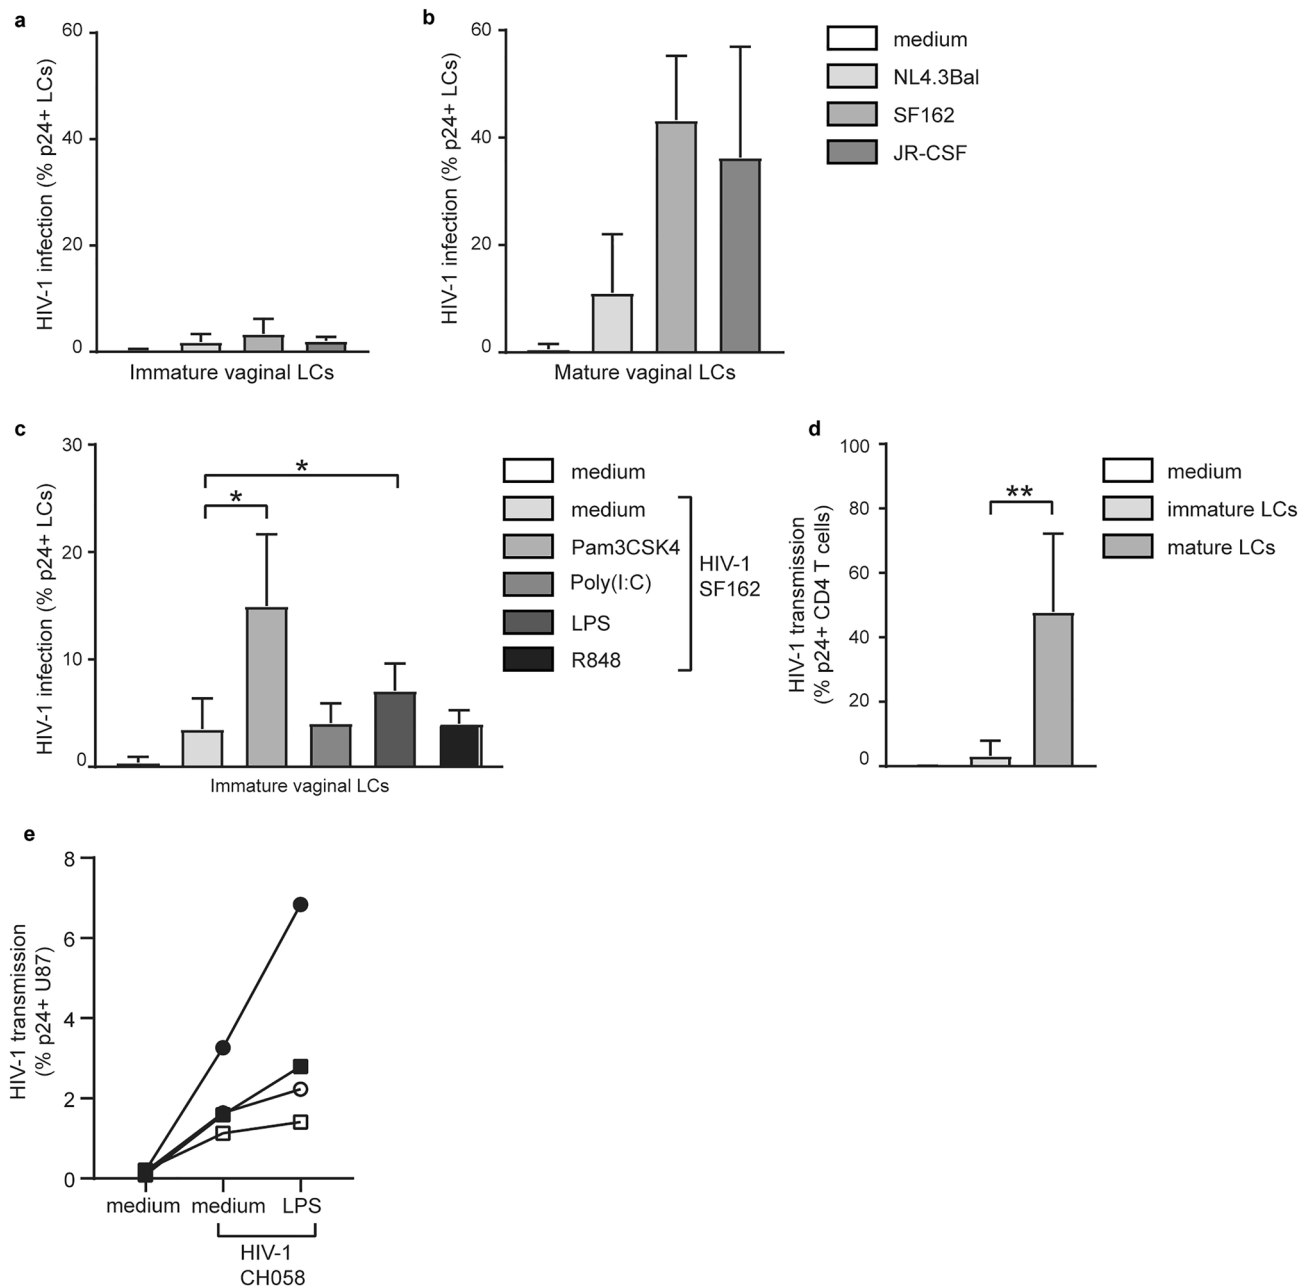 a
60
40
20
0
HIV-1 infection (% p24+ LCs)
Immature vaginal LCs
b
60
40
20
0
HIV-1 infection (% p24+ LCs)
Mature vaginal LCs
medium
NL4.3Bal
SF162
JR-CSF
c
30
20
10
0
HIV-1 infection (% p24+ LCs)
*
*
Immature vaginal LCs
medium
medium
Pam3CSK4
Poly(I:C)
LPS
R848
HIV-1
SF162
d
100
80
60
40
20
0
HIV-1 transmission
(% p24+ CD4 T cells)
**
medium
immature LCs
mature LCs
e
8
6
4
2
0
HIV-1 transmission
(% p24+ U87)
medium medium LPS
HIV-1
CH058